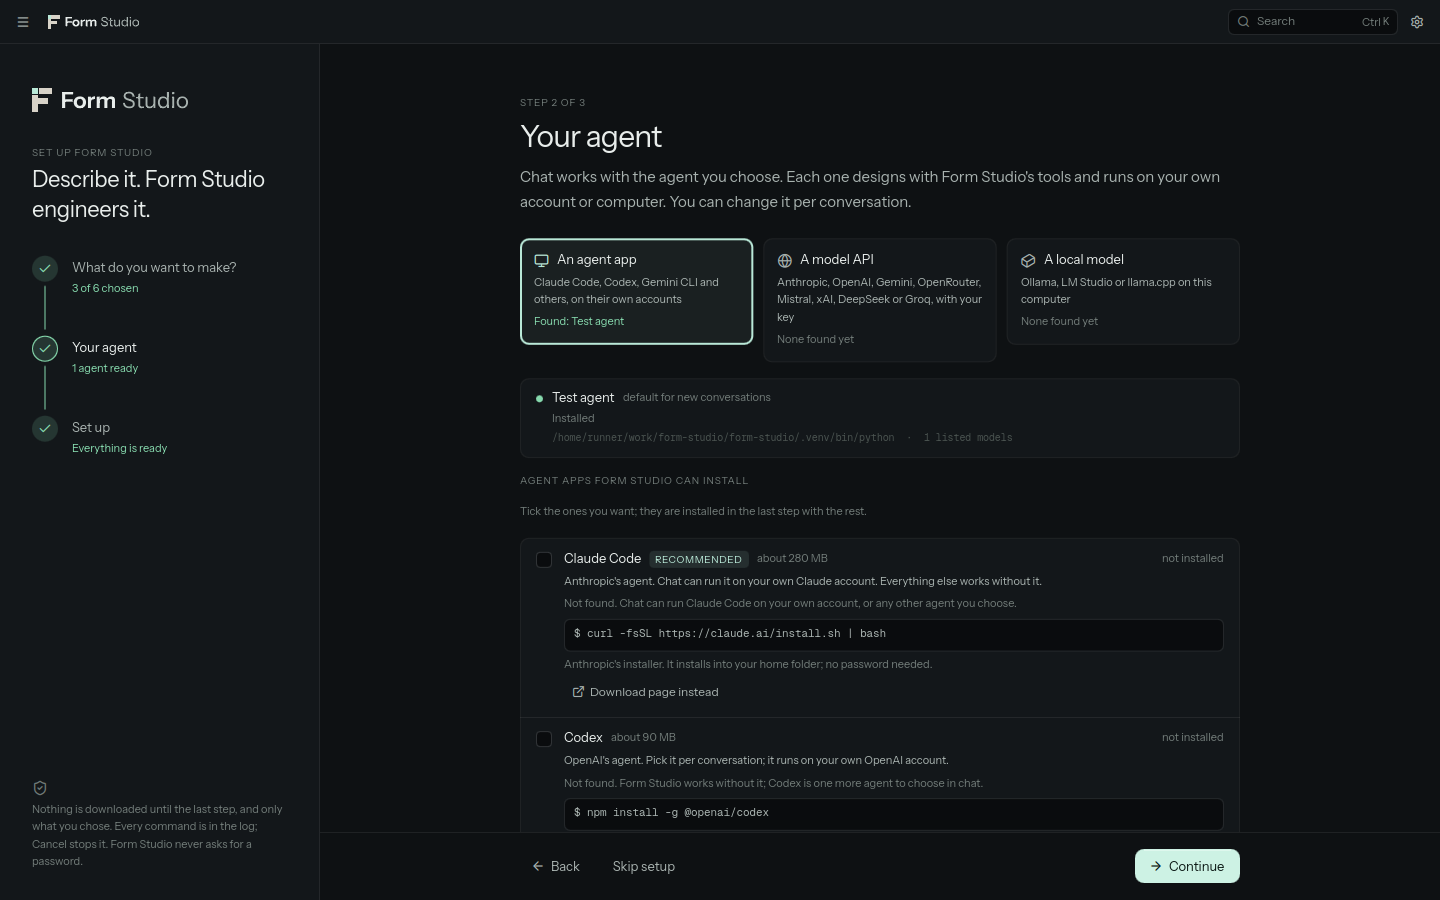 Form Studio
Search
Ctrl K
Form Studio
SET UP FORM STUDIO
Describe it. Form Studio
engineers it.
What do you want to make?
3 of 6 chosen
Your agent
1 agent ready
Set up
Everything is ready
Nothing is downloaded until the last step, and only
what you chose. Every command is in the log;
Cancel stops it. Form Studio never asks for a
password.
STEP 2 OF 3
Your agent
Chat works with the agent you choose. Each one designs with Form Studio's tools and runs on your own
account or computer. You can change it per conversation.
An agent app
Claude Code, Codex, Gemini CLI and
others, on their own accounts
Found: Test agent
A model API
Anthropic, OpenAI, Gemini, OpenRouter,
Mistral, xAI, DeepSeek or Groq, with your
key
None found yet
A local model
Ollama, LM Studio or llama.cpp on this
computer
None found yet
Test agent default for new conversations
Installed
/home/runner/work/form-studio/form-studio/.venv/bin/python · 1 listed models
AGENT APPS FORM STUDIO CAN INSTALL
Tick the ones you want; they are installed in the last step with the rest.
Claude Code RECOMMENDED about 280 MB not installed
Anthropic's agent. Chat can run it on your own Claude account. Everything else works without it.
Not found. Chat can run Claude Code on your own account, or any other agent you choose.
$ curl -fsSL https://claude.ai/install.sh | bash
Anthropic's installer. It installs into your home folder; no password needed.
Download page instead
Codex about 90 MB not installed
OpenAI's agent. Pick it per conversation; it runs on your own OpenAI account.
Not found. Form Studio works without it; Codex is one more agent to choose in chat.
$ npm install -g @openai/codex
Back
Skip setup
Continue